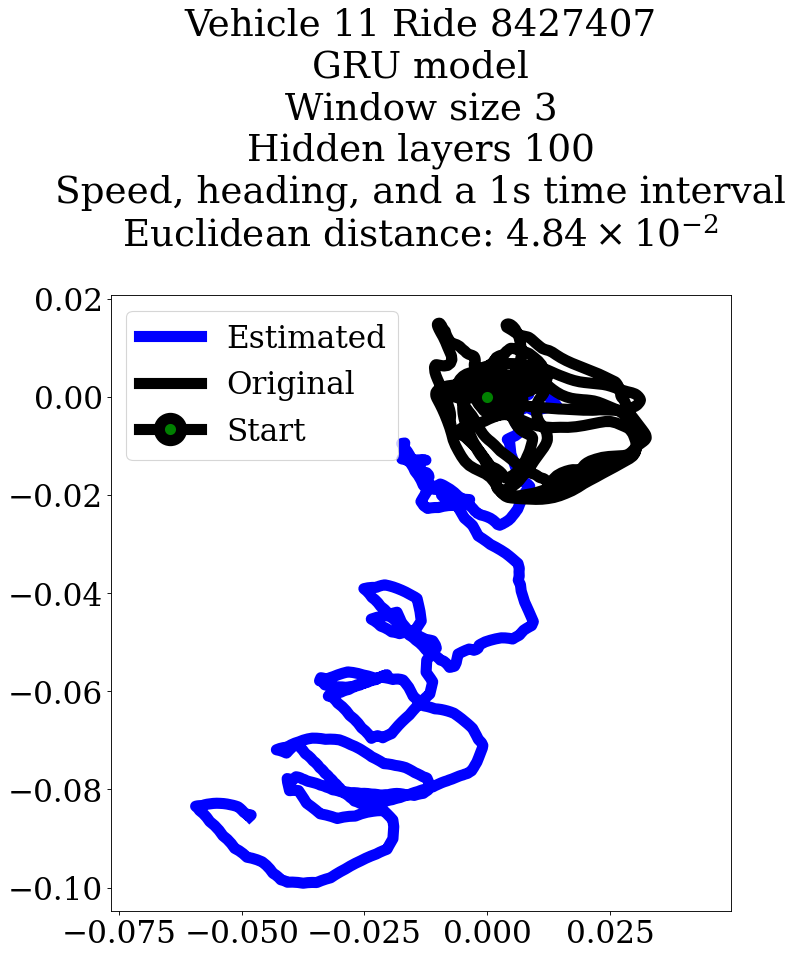 Vehicle 11 Ride 8427407
GRU model
Window size 3
Hidden layers 100
Speed, heading, and a 1s time interval
Euclidean distance: 4.84 × 10⁻²
Estimated
Original
Start
0.02
0.00
−0.02
−0.04
−0.06
−0.08
−0.10
−0.075 −0.050 −0.025 0.000 0.025